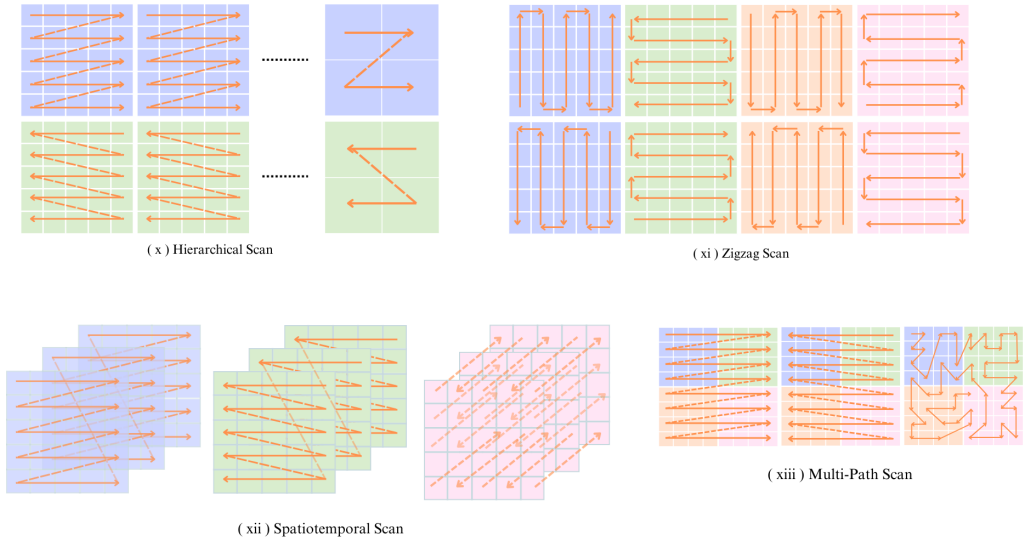 ( x ) Hierarchical Scan
( xi ) Zigzag Scan
( xii ) Spatiotemporal Scan
( xiii ) Multi-Path Scan